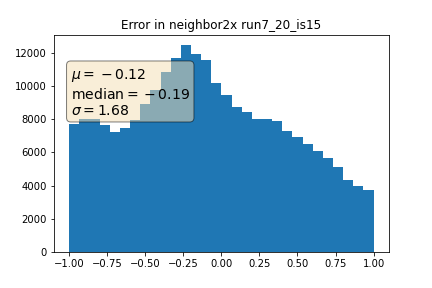 Error in neighbor2x run7_20_is15
12000
10000
8000
6000
4000
2000
0
μ = −0.12
median = −0.19
σ = 1.68
−1.00 −0.75 −0.50 −0.25 0.00 0.25 0.50 0.75 1.00